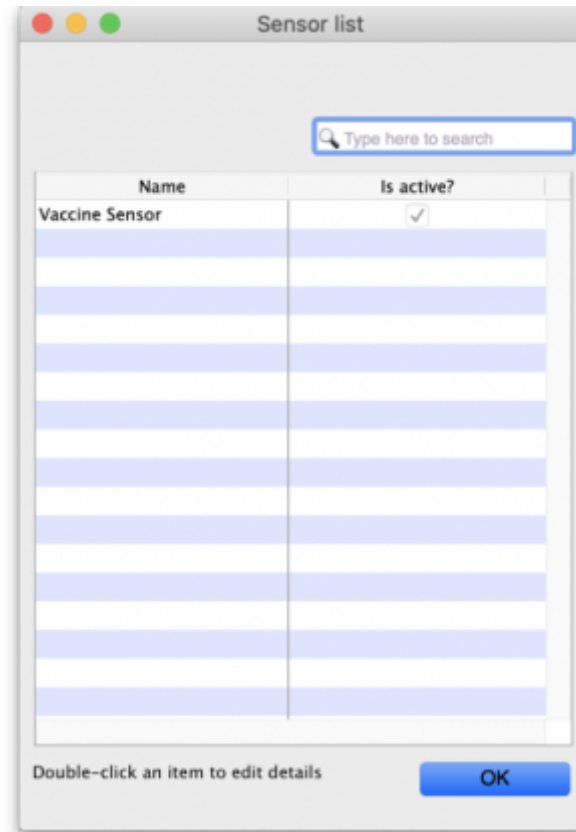 Sensor list
Type here to search
Name Is active?
Vaccine Sensor
Double-click an item to edit details
OK